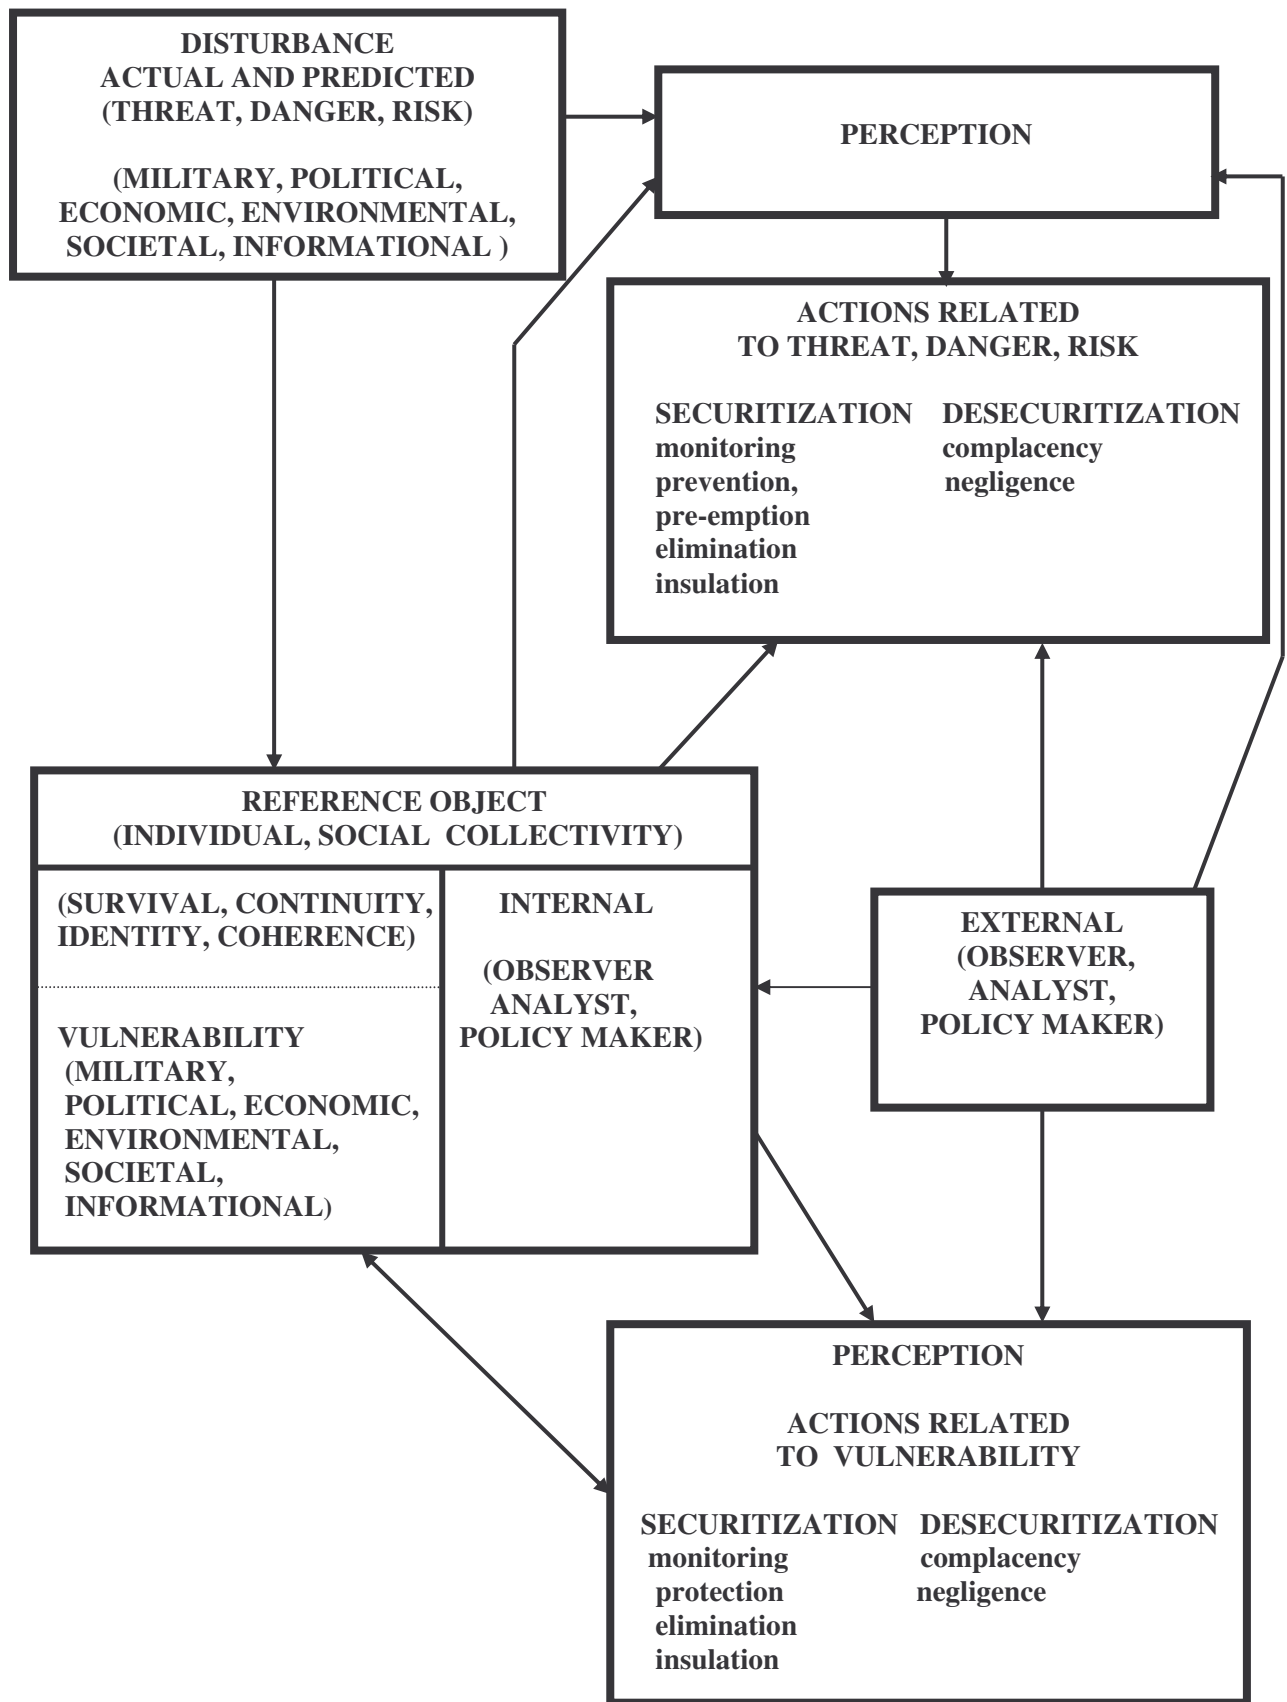 DISTURBANCE
ACTUAL AND PREDICTED
(THREAT, DANGER, RISK)
(MILITARY, POLITICAL,
ECONOMIC, ENVIRONMENTAL,
SOCIETAL, INFORMATIONAL )
PERCEPTION
ACTIONS RELATED
TO THREAT, DANGER, RISK
SECURITIZATION DESECURITIZATION
monitoring complacency
prevention, negligence
pre-emption
elimination
insulation
REFERENCE OBJECT
(INDIVIDUAL, SOCIAL COLLECTIVITY)
(SURVIVAL, CONTINUITY,
IDENTITY, COHERENCE)
VULNERABILITY
(MILITARY,
POLITICAL, ECONOMIC,
ENVIRONMENTAL,
SOCIETAL,
INFORMATIONAL)
INTERNAL
(OBSERVER
ANALYST,
POLICY MAKER)
EXTERNAL
(OBSERVER,
ANALYST,
POLICY MAKER)
PERCEPTION
ACTIONS RELATED
TO VULNERABILITY
SECURITIZATION DESECURITIZATION
monitoring complacency
protection negligence
elimination
insulation